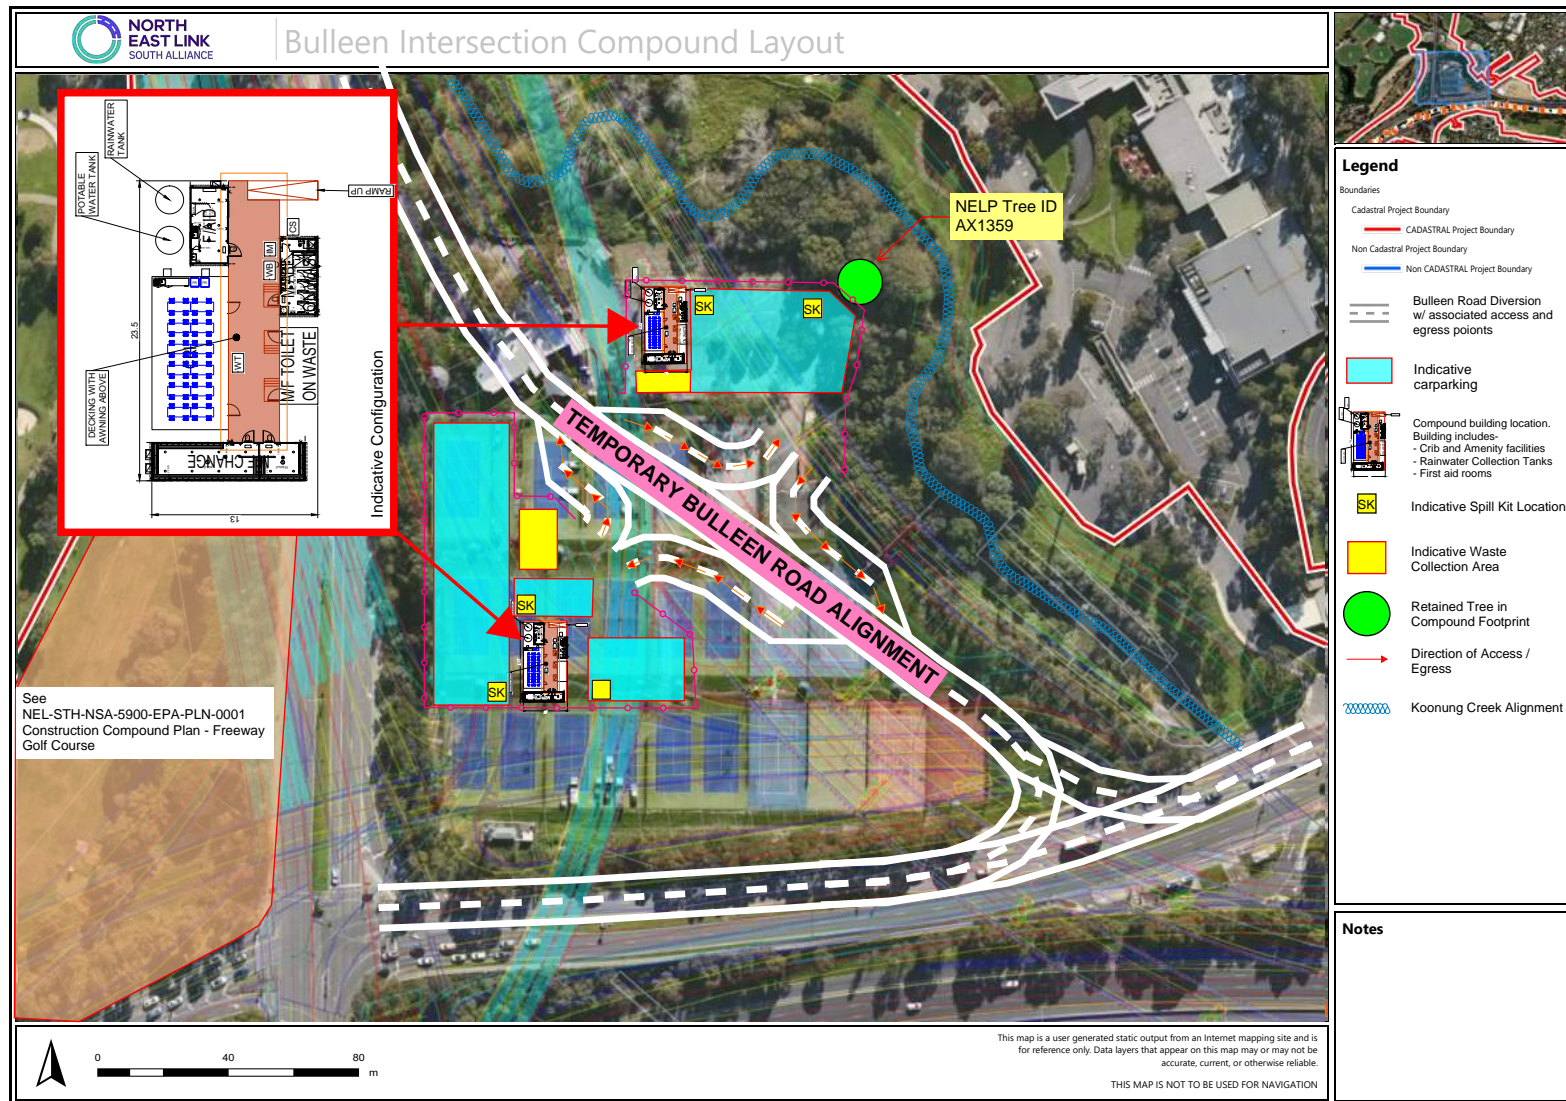 NORTH
EAST LINK
SOUTH ALLIANCE
Bulleen Intersection Compound Layout
RAINWATER
TANK
POTABLE
WATER TANK
RAMP UP
F/AID
CS
IM
WB
WT
23.5
M/F TOILET
ON WASTE
DECKING WITH
AWNING ABOVE
E CHANGE
13
Indicative Configuration
NELP Tree ID
AX1359
SK
SK
TEMPORARY BULLEEN ROAD ALIGNMENT
SK
SK
See
NEL-STH-NSA-5900-EPA-PLN-0001
Construction Compound Plan - Freeway
Golf Course
Legend
Boundaries
Cadastral Project Boundary
CADASTRAL Project Boundary
Non Cadastral Project Boundary
Non CADASTRAL Project Boundary
Bulleen Road Diversion
w/ associated access and
egress poionts
Indicative
carparking
Compound building location.
Building includes-
- Crib and Amenity facilities
- Rainwater Collection Tanks
- First aid rooms
SK
Indicative Spill Kit Location
Indicative Waste
Collection Area
Retained Tree in
Compound Footprint
Direction of Access /
Egress
Koonung Creek Alignment
Notes
0 40 80
m
This map is a user generated static output from an Internet mapping site and is
for reference only. Data layers that appear on this map may or may not be
accurate, current, or otherwise reliable.
THIS MAP IS NOT TO BE USED FOR NAVIGATION